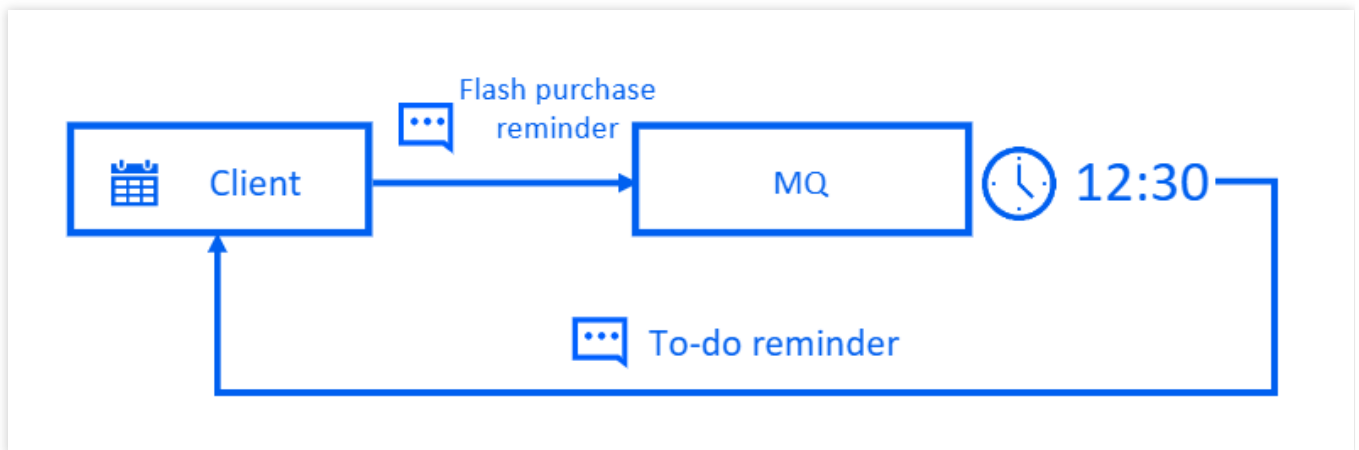 Flash purchase
reminder
Client
MQ
12:30
To-do reminder